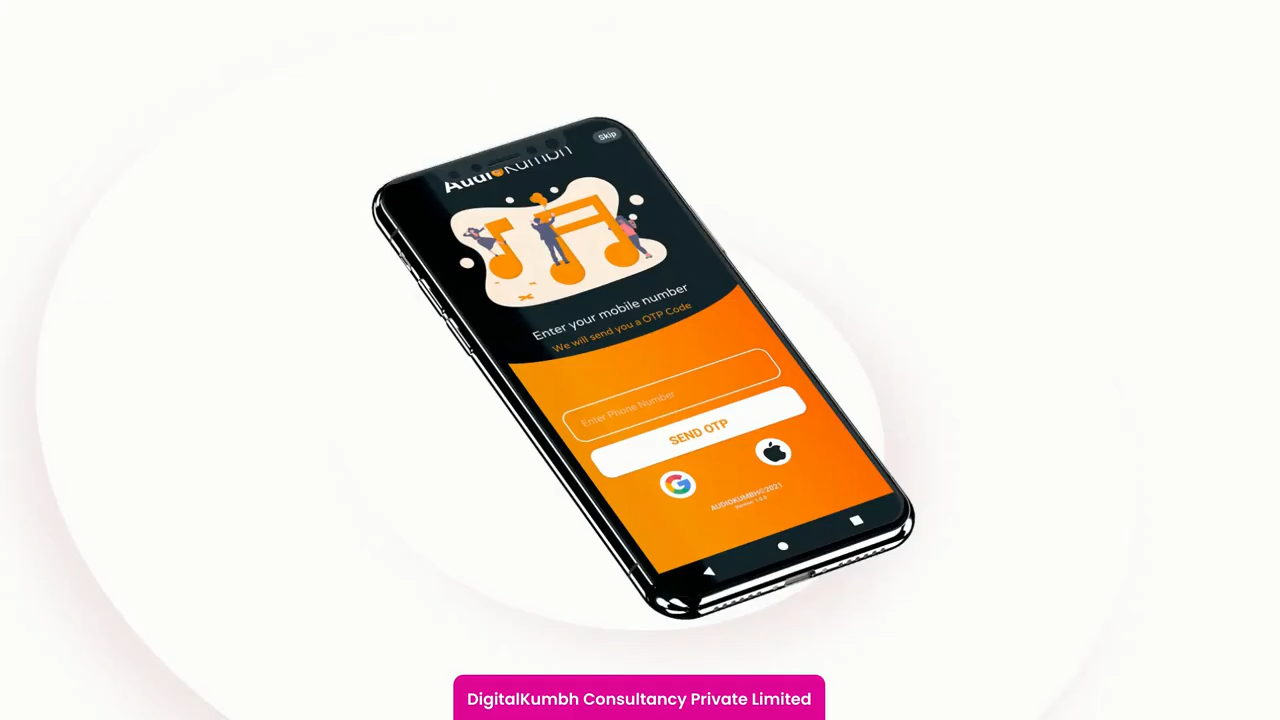 Skip
AudioKumbh
Enter your mobile number
We will send you a OTP Code
Enter Phone Number
SEND OTP
AUDIOKUMBH©2021
DigitalKumbh Consultancy Private Limited